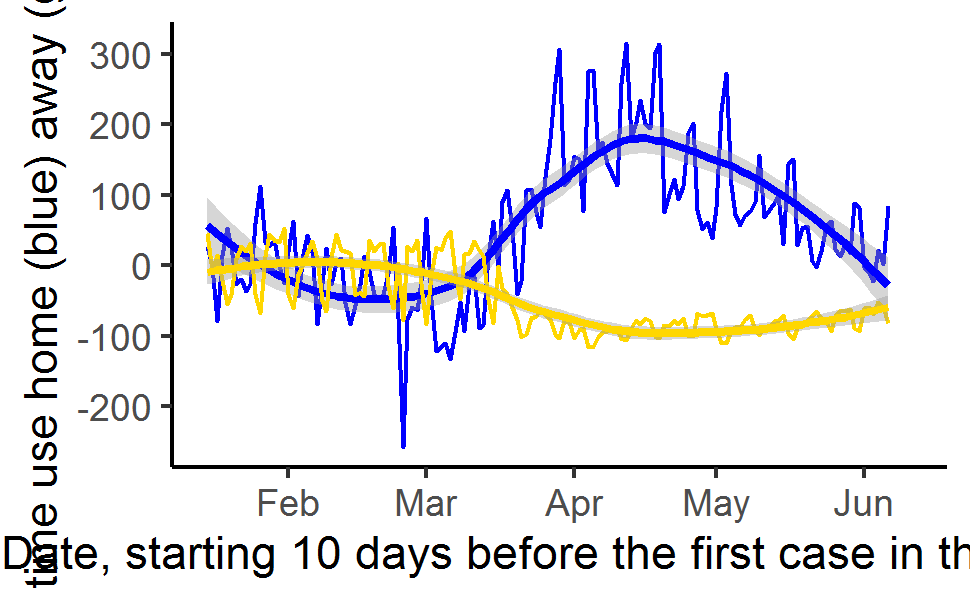 time use home (blue) away (
300
200
100
0
-100
-200
Feb Mar Apr May Jun
Date, starting 10 days before the first case in th